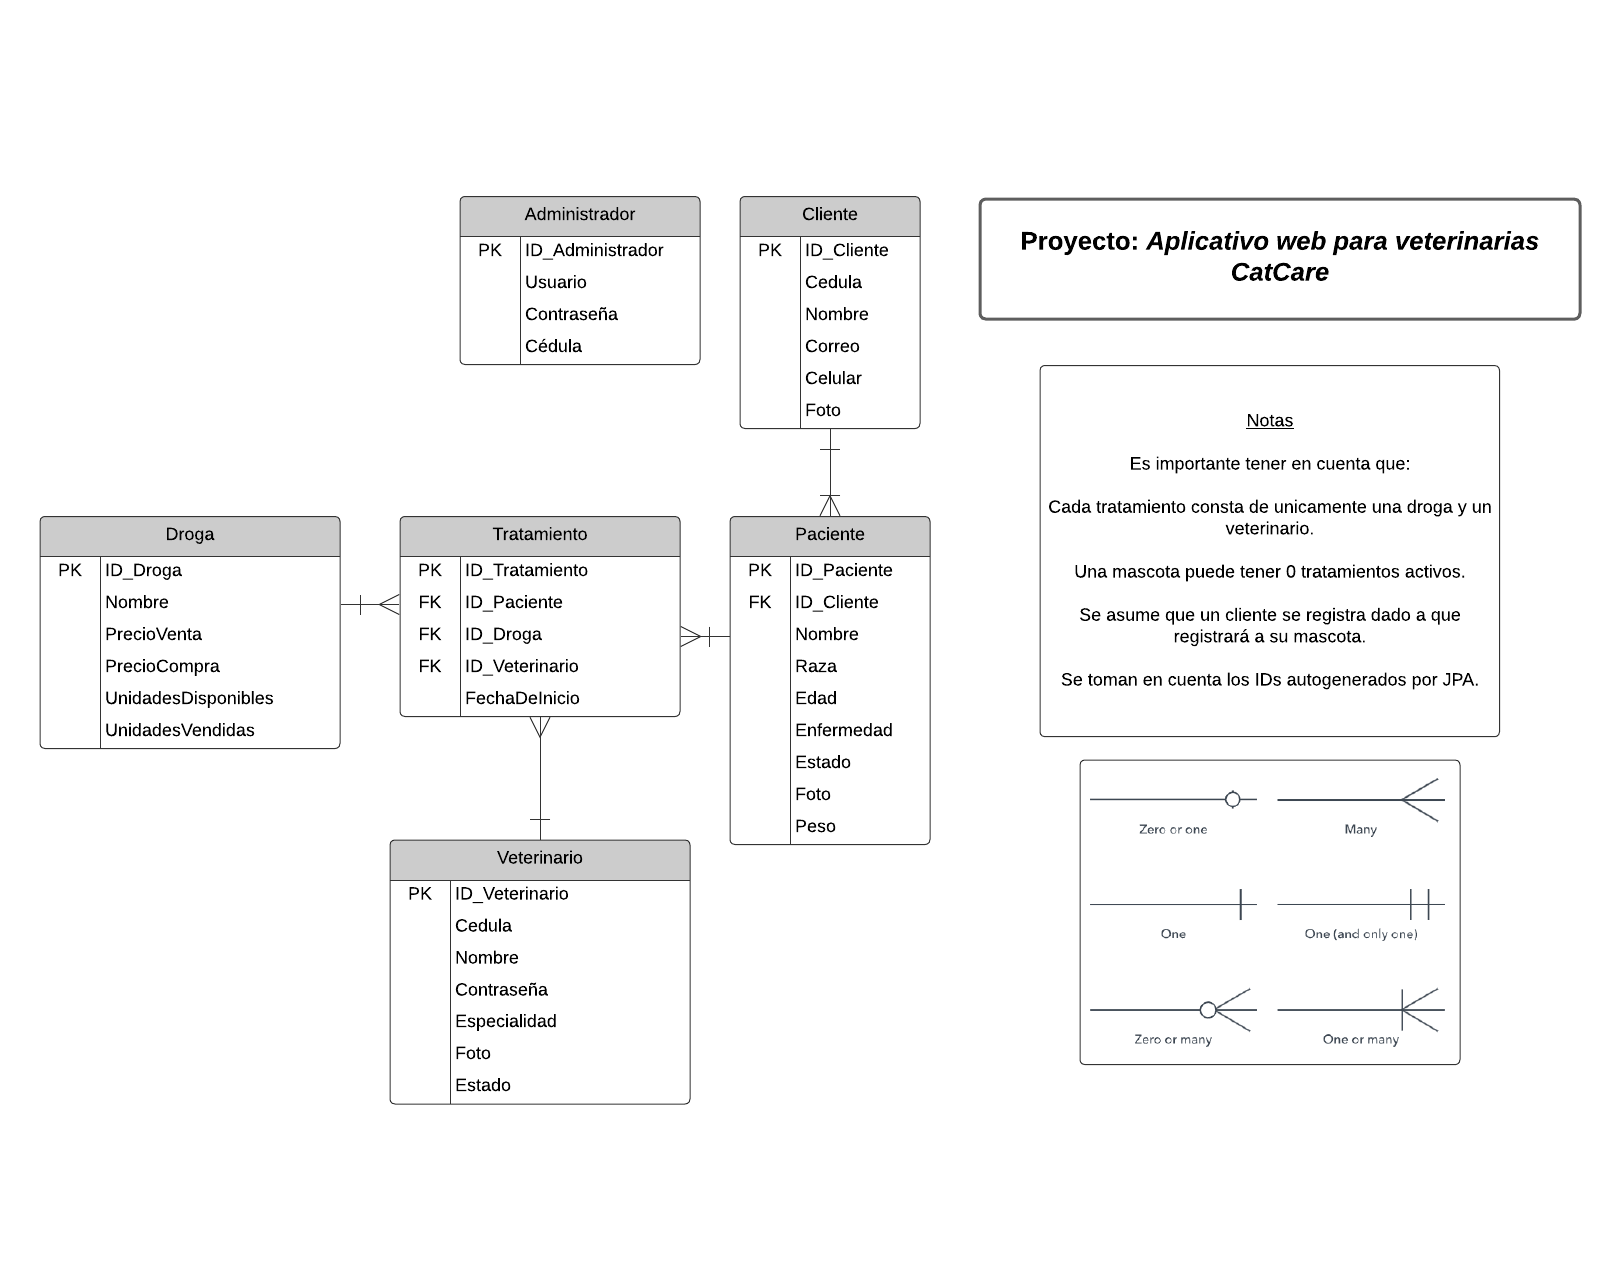 Administrador
PK ID_Administrador
Usuario
Contraseña
Cédula
Cliente
PK ID_Cliente
Cedula
Nombre
Correo
Celular
Foto
Proyecto: Aplicativo web para veterinarias
CatCare
Notas
Es importante tener en cuenta que:
Cada tratamiento consta de unicamente una droga y un
veterinario.
Una mascota puede tener 0 tratamientos activos.
Se asume que un cliente se registra dado a que
registrará a su mascota.
Se toman en cuenta los IDs autogenerados por JPA.
Droga
PK ID_Droga
Nombre
PrecioVenta
PrecioCompra
UnidadesDisponibles
UnidadesVendidas
Tratamiento
PK ID_Tratamiento
FK ID_Paciente
FK ID_Droga
FK ID_Veterinario
FechaDeInicio
Paciente
PK ID_Paciente
FK ID_Cliente
Nombre
Raza
Edad
Enfermedad
Estado
Foto
Peso
Veterinario
PK ID_Veterinario
Cedula
Nombre
Contraseña
Especialidad
Foto
Estado
Zero or one
Many
One
One (and only one)
Zero or many
One or many